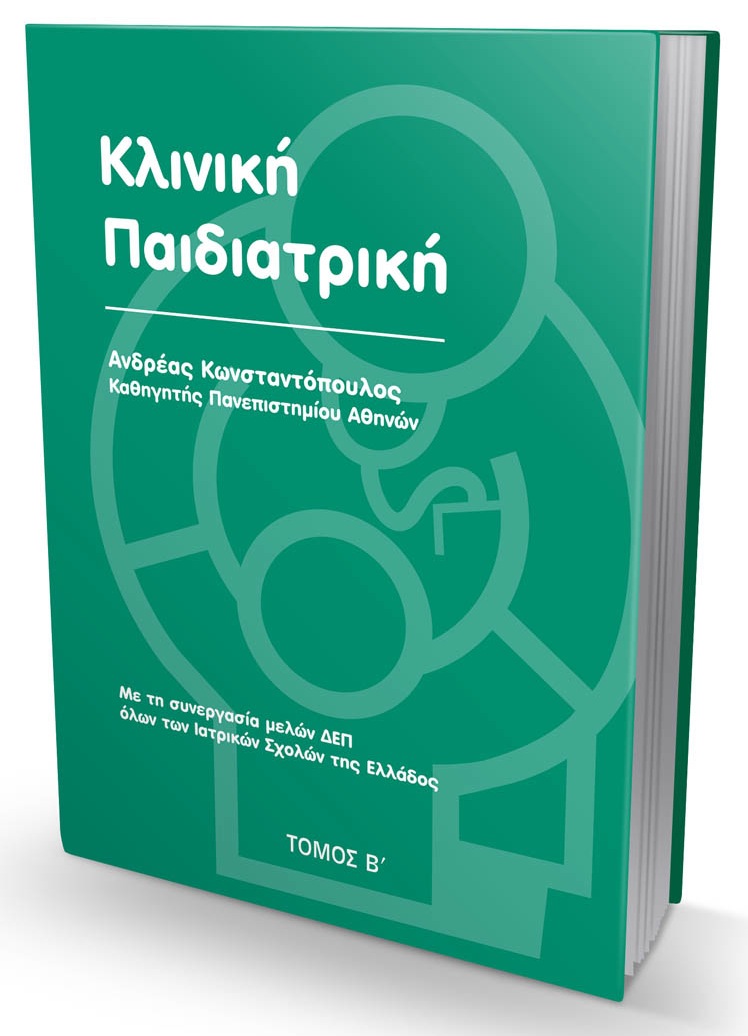 Κλινική
Παιδιατρική
Ανδρέας Κωνσταντόπουλος
Καθηγητής Πανεπιστημίου Αθηνών
Με τη συνεργασία μελών ΔΕΠ
όλων των Ιατρικών Σχολών της Ελλάδος
ΤΟΜΟΣ Β′